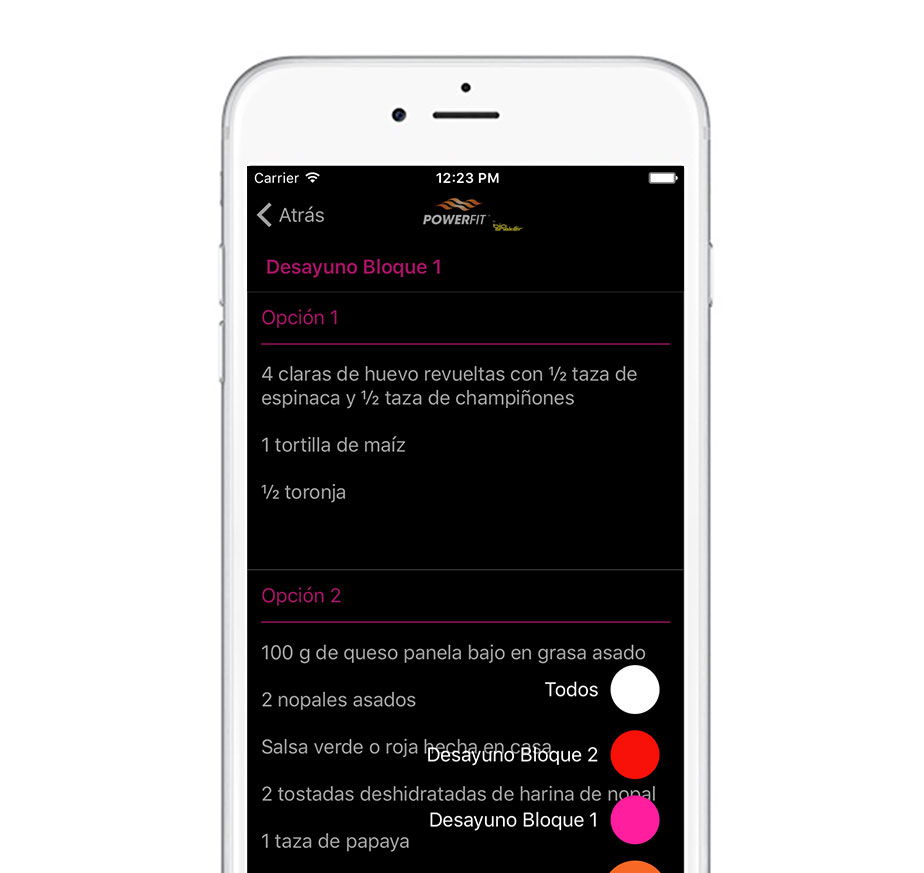 Carrier
12:23 PM
Atrás
POWERFIT
Desayuno Bloque 1
Opción 1
4 claras de huevo revueltas con ½ taza de
espinaca y ½ taza de champiñones
1 tortilla de maíz
½ toronja
Opción 2
100 g de queso panela bajo en grasa asado
Todos
2 nopales asados
Salsa verde o roja hecha en casa
Desayuno Bloque 2
2 tostadas deshidratadas de harina de nopal
Desayuno Bloque 1
1 taza de papaya